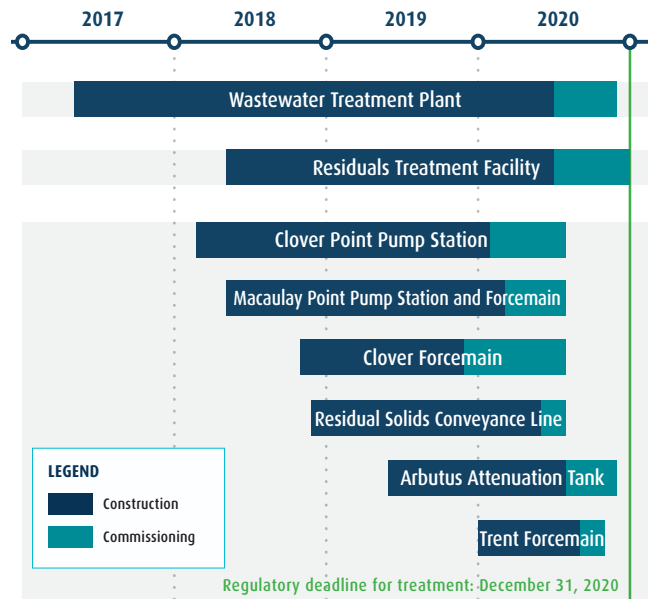 2017 2018 2019 2020
Wastewater Treatment Plant
Residuals Treatment Facility
Clover Point Pump Station
Macaulay Point Pump Station and Forcemain
Clover Forcemain
Residual Solids Conveyance Line
Arbutus Attenuation Tank
Trent Forcemain
LEGEND
Construction
Commissioning
Regulatory deadline for treatment: December 31, 2020